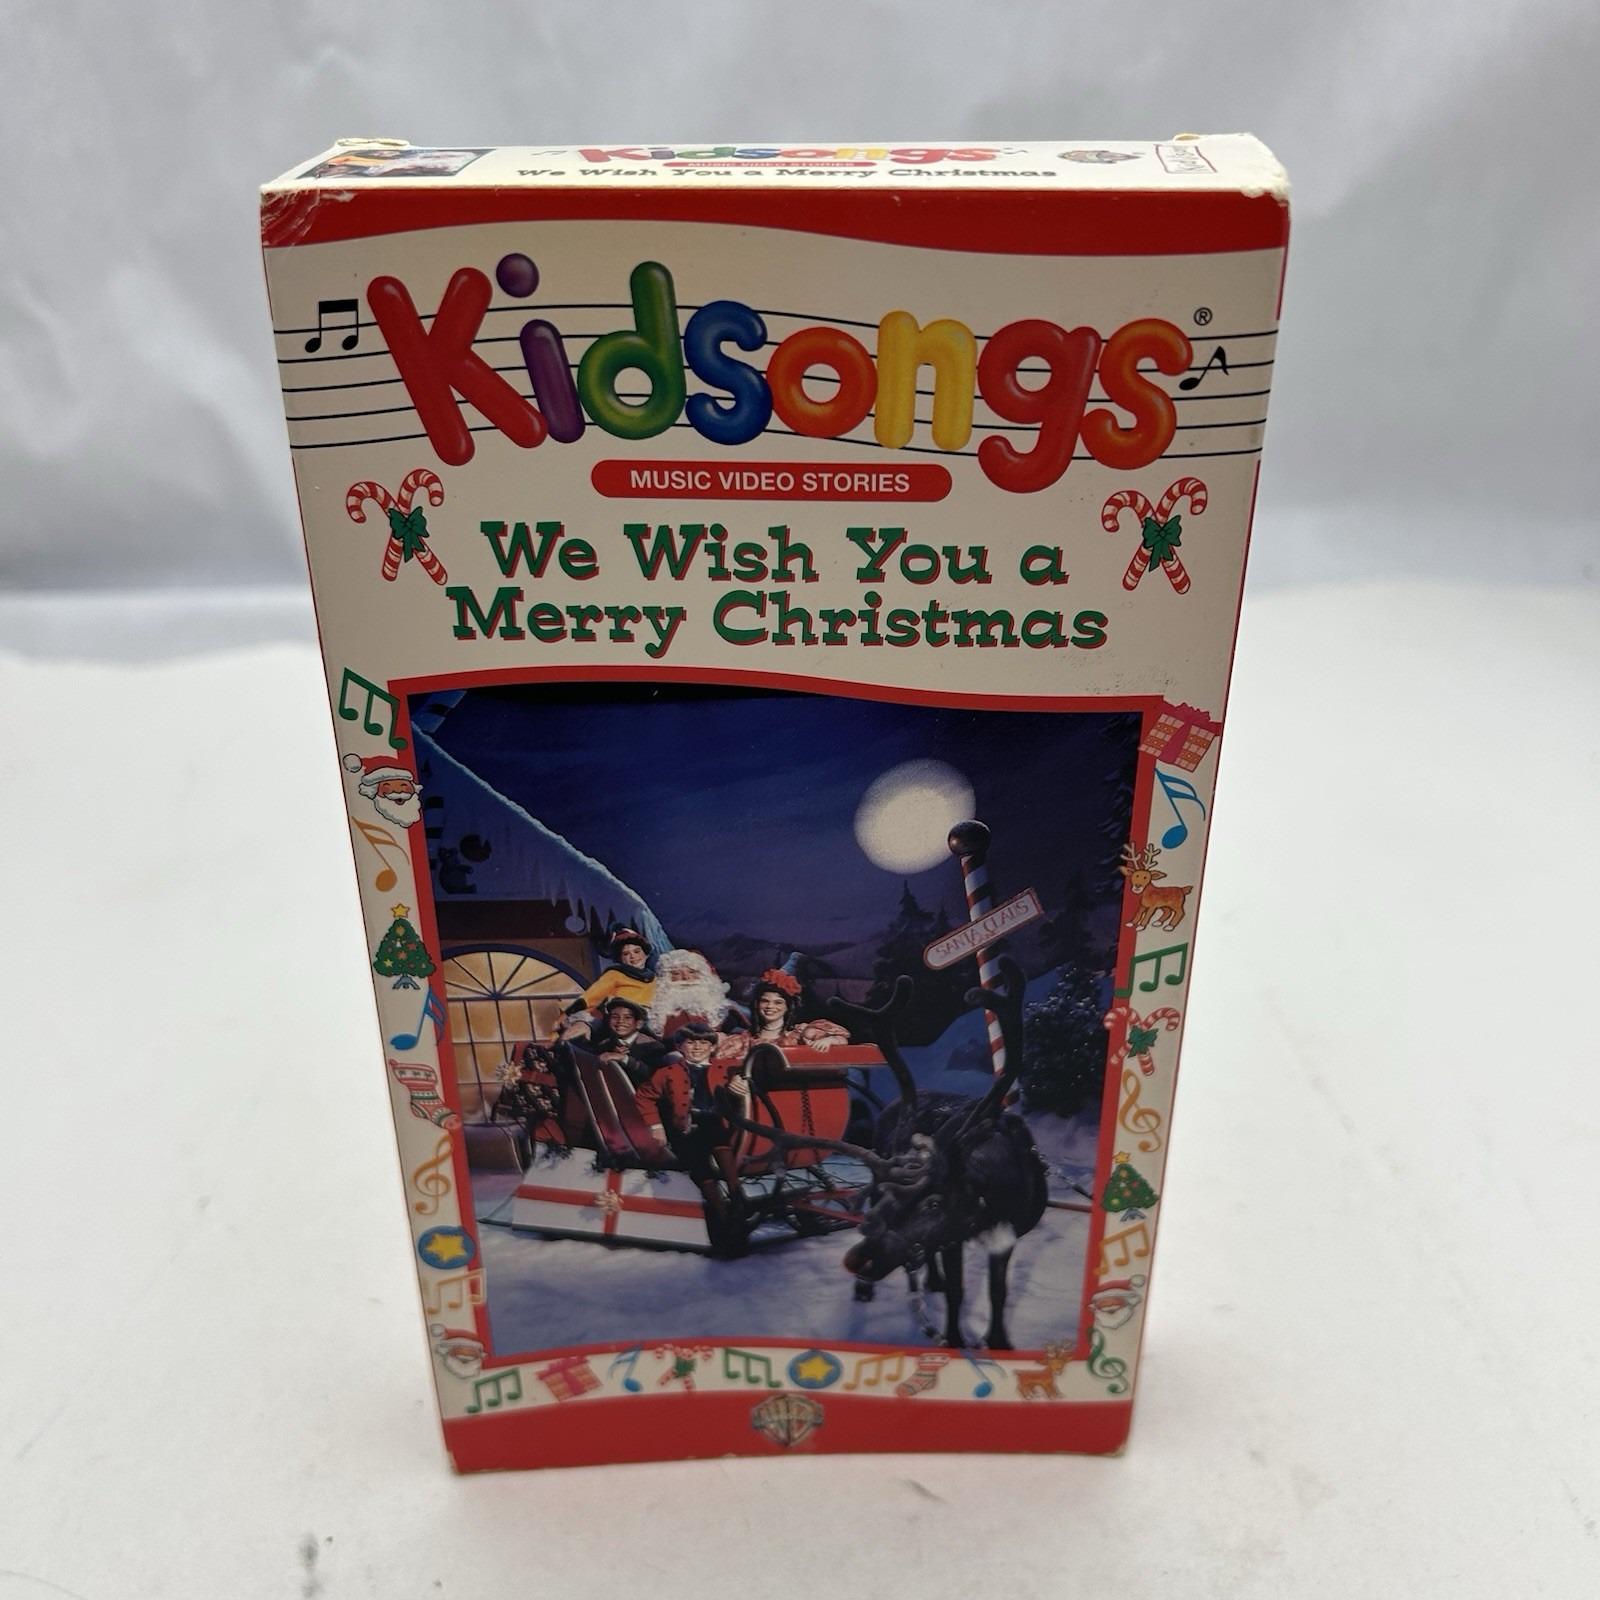 Kidsongs
MUSIC VIDEO STORIES
We Wish You a Merry Christmas
Kidsongs®
MUSIC VIDEO STORIES
We Wish You a
Merry Christmas
SANTA CLAUS